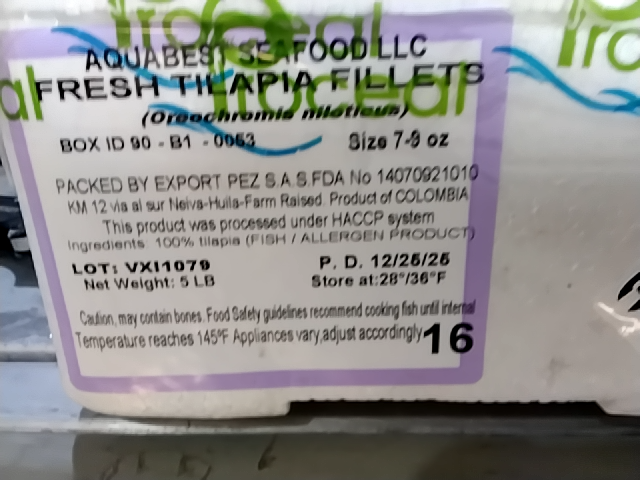 AQUABEST SEAFOOD LLC
FRESH TILAPIA FILLETS
(Oreochromis niloticus)
BOX ID 90 - B1 - 0053 Size 7-9 oz
PACKED BY EXPORT PEZ S.A.S.FDA No 14070921010
KM 12 via al sur Neiva-Huila-Farm Raised. Product of COLOMBIA
This product was processed under HACCP system
Ingredients: 100% tilapia (FISH / ALLERGEN PRODUCT)
LOT: VXI1079 P. D. 12/25/25
Net Weight: 5 LB Store at:28°/36°F
Caution, may contain bones. Food Safety guidelines recommend cooking fish until internal
Temperature reaches 145°F Appliances vary,adjust accordingly 16